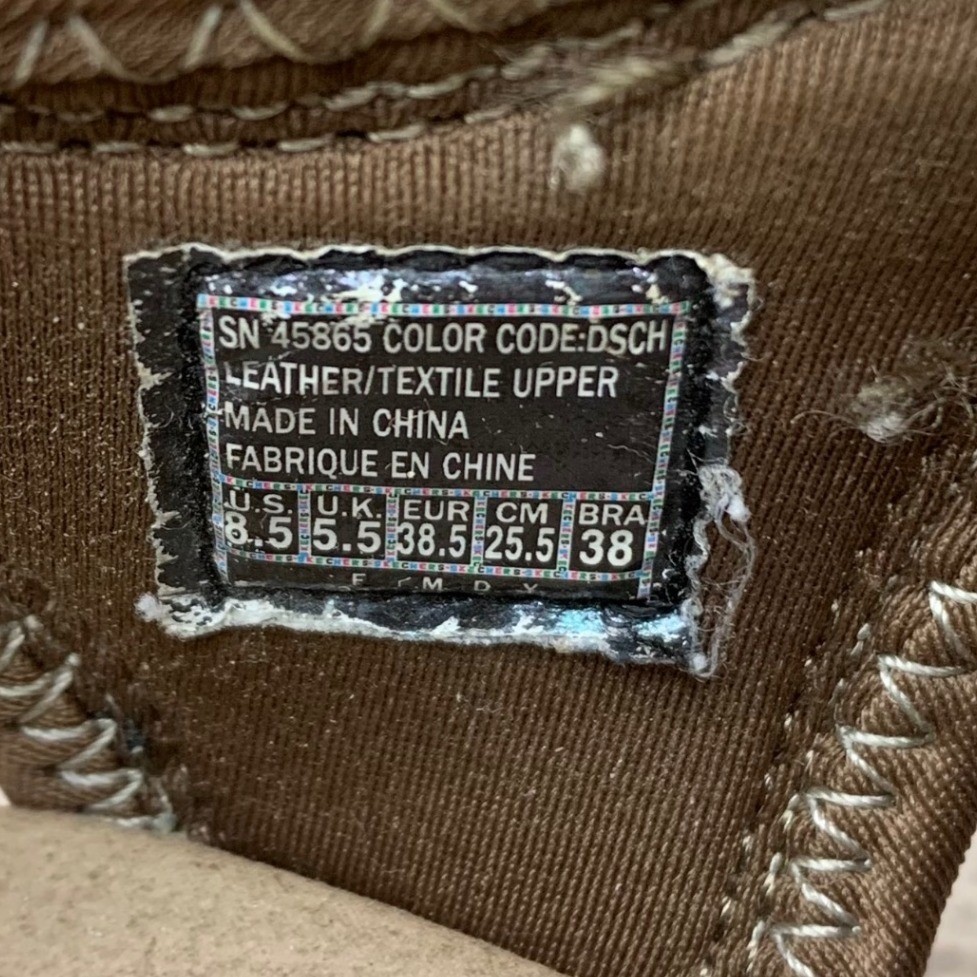 SN 45865 COLOR CODE:DSCH
LEATHER/TEXTILE UPPER
MADE IN CHINA
FABRIQUE EN CHINE
U.S. U.K. EUR CM BRA
8.5 5.5 38.5 25.5 38